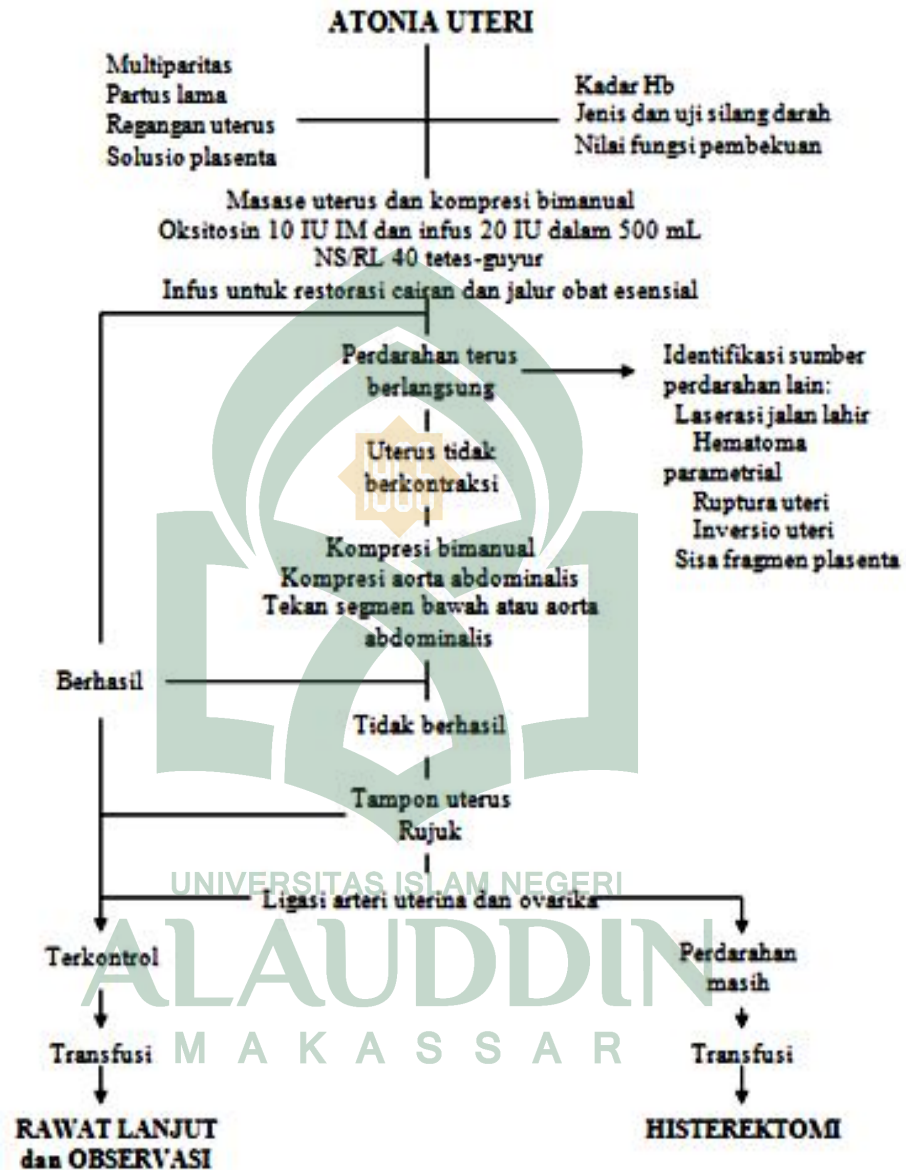 ATONIA UTERI
Multiparitas
Partus lama
Regangan uterus
Solusio plasenta
Kadar Hb
Jenis dan uji silang darah
Nilai fungsi pembekuan
Masase uterus dan kompresi bimanual
Oksitosin 10 IU IM dan infus 20 IU dalam 500 mL
NS/RL 40 tetes-guyur
Infus untuk restorasi cairan dan jalur obat esensial
Perdarahan terus
berlangsung
Identifikasi sumber
perdarahan lain:
Laserasi jalan lahir
Hematoma
parametrial
Ruptura uteri
Inversio uteri
Sisa fragmen plasenta
Uterus tidak
berkontraksi
1965
Kompresi bimanual
Kompresi aorta abdominalis
Tekan segmen bawah atau aorta
abdominalis
Berhasil
Tidak berhasil
Tampon uterus
Rujuk
UNIVERSITAS ISLAM NEGERI
Ligasi arteri uterina dan ovarika
ALAUDDIN
Terkontrol
Perdarahan
masih
MAKASSAR
Transfusi
Transfusi
RAWAT LANJUT
dan OBSERVASI
HISTEREKTOMI